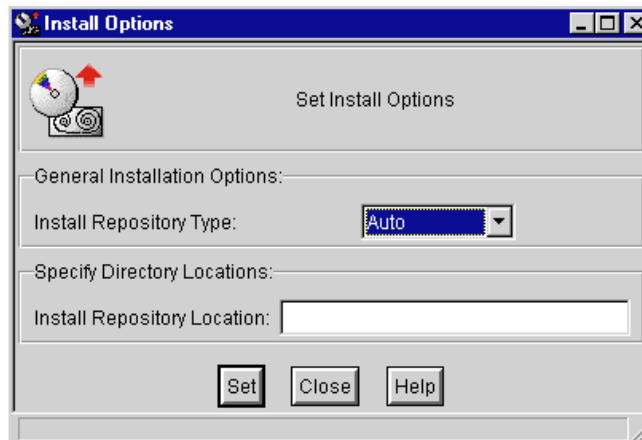 Install Options
Set Install Options
General Installation Options:
Install Repository Type: Auto
Specify Directory Locations:
Install Repository Location:
Set Close Help